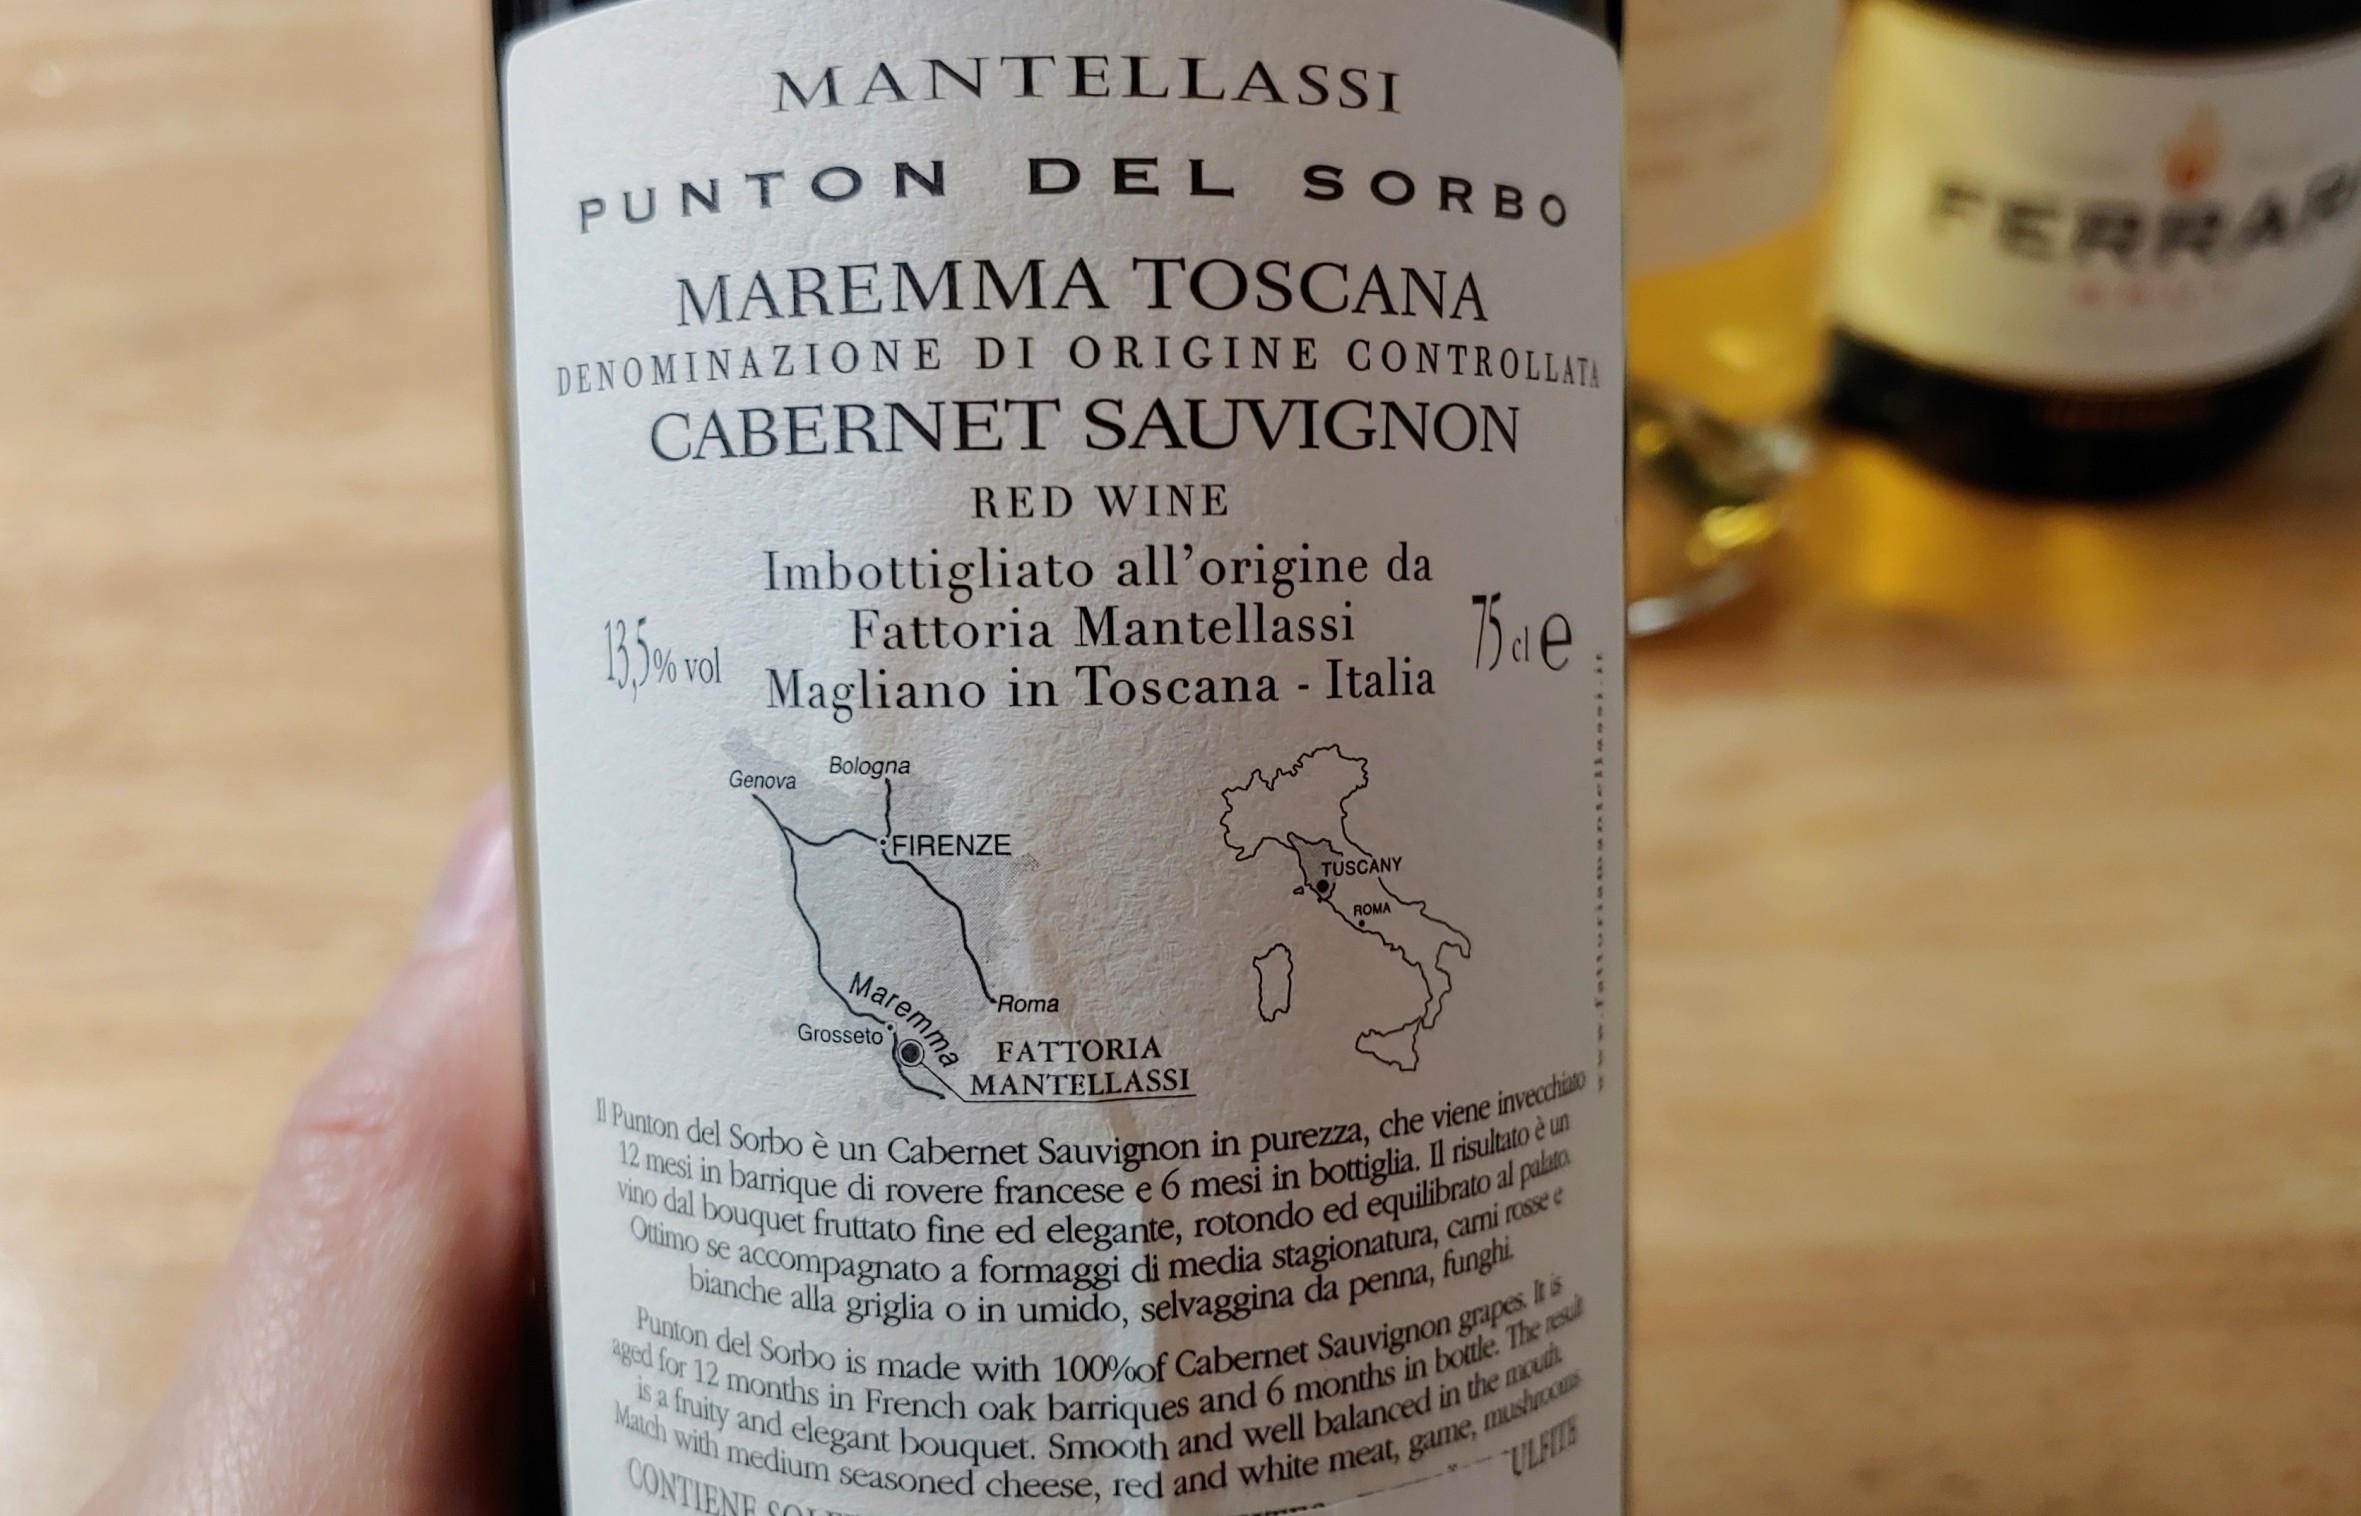 MANTELLASSI
PUNTON DEL SORBO
MAREMMA TOSCANA
DENOMINAZIONE DI ORIGINE CONTROLLATA
CABERNET SAUVIGNON
RED WINE
Imbottigliato all'origine da
Fattoria Mantellassi
Magliano in Toscana - Italia
13,5% vol
75 cl e
Genova
Bologna
FIRENZE
Maremma
Roma
Grosseto
FATTORIA
MANTELLASSI
TUSCANY
ROMA
www.fattoriamantellassi.it
Il Punton del Sorbo è un Cabernet Sauvignon in purezza, che viene invecchiato
12 mesi in barrique di rovere francese e 6 mesi in bottiglia. Il risultato è un
vino dal bouquet fruttato fine ed elegante, rotondo ed equilibrato al palato.
Ottimo se accompagnato a formaggi di media stagionatura, carni rosse e
bianche alla griglia o in umido, selvaggina da penna, funghi.
Punton del Sorbo is made with 100%of Cabernet Sauvignon grapes. It is
aged for 12 months in French oak barriques and 6 months in bottle. The result
is a fruity and elegant bouquet. Smooth and well balanced in the mouth.
Match with medium seasoned cheese, red and white meat, game, mushrooms
CONTIENE
FERRARI
BRUT